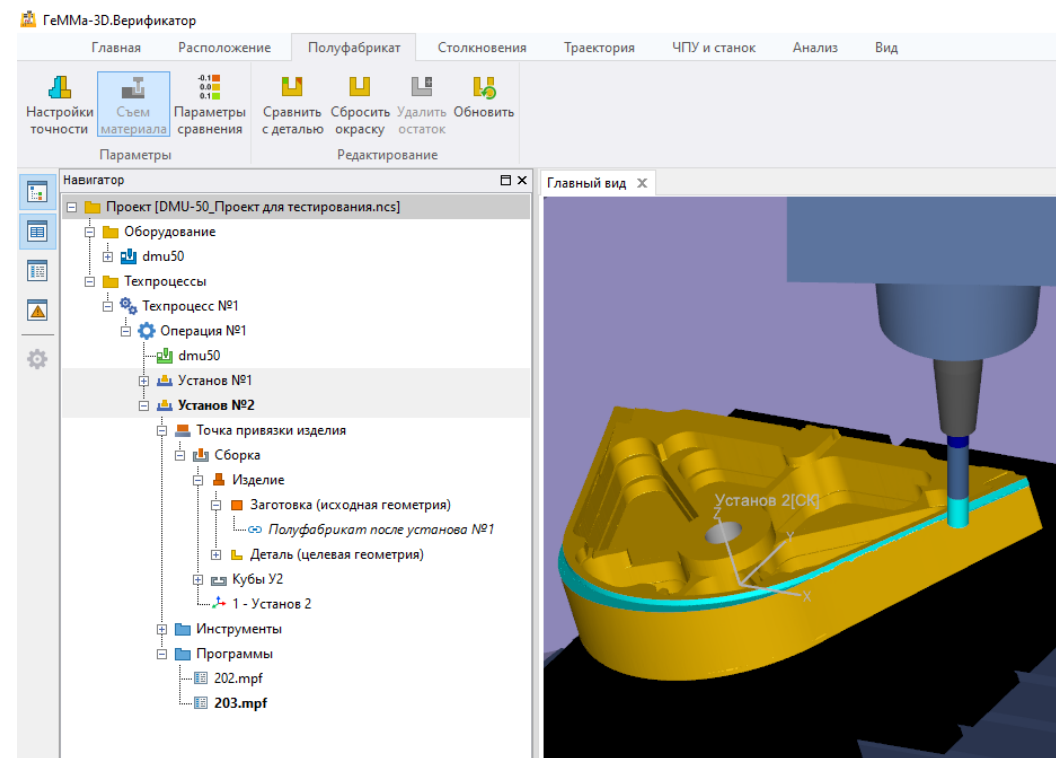 ГеММа-3D.Верификатор
Главная Расположение Полуфабрикат Столкновения Траектория ЧПУ и станок Анализ Вид
-0.1
0.0
0.1
Настройки точности
Съем материала
Параметры сравнения
Сравнить с деталью
Сбросить окраску
Удалить остаток
Обновить
Параметры Редактирование
Навигатор
Главный вид
Проект [DMU-50_Проект для тестирования.ncs]
Оборудование
dmu50
Техпроцессы
Техпроцесс №1
Операция №1
dmu50
Установ №1
Установ №2
Точка привязки изделия
Сборка
Изделие
Заготовка (исходная геометрия)
Полуфабрикат после установа №1
Деталь (целевая геометрия)
Кубы У2
1 - Установ 2
Инструменты
Программы
202.mpf
203.mpf
Установ 2[СК]
Z
Y
X